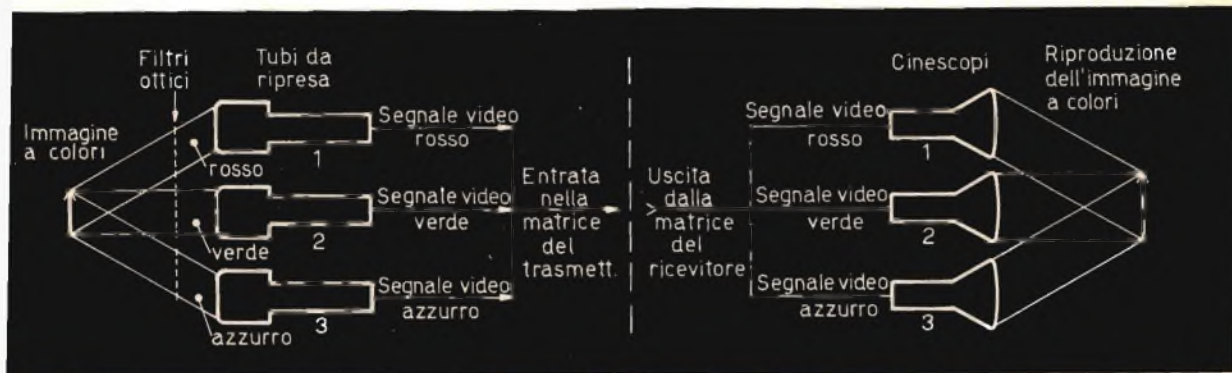 Filtri
ottici
Tubi da
ripresa
Immagine
a colori
Segnale video
rosso
rosso
1
Segnale video
verde
verde
2
Segnale video
azzurro
azzurro
3
Entrata
nella
matrice
del
trasmett.
Uscita
dalla
matrice
del
ricevitore
Cinescopi
Riproduzione
dell'immagine
a colori
Segnale video
rosso
1
Segnale video
verde
2
Segnale video
azzurro
3